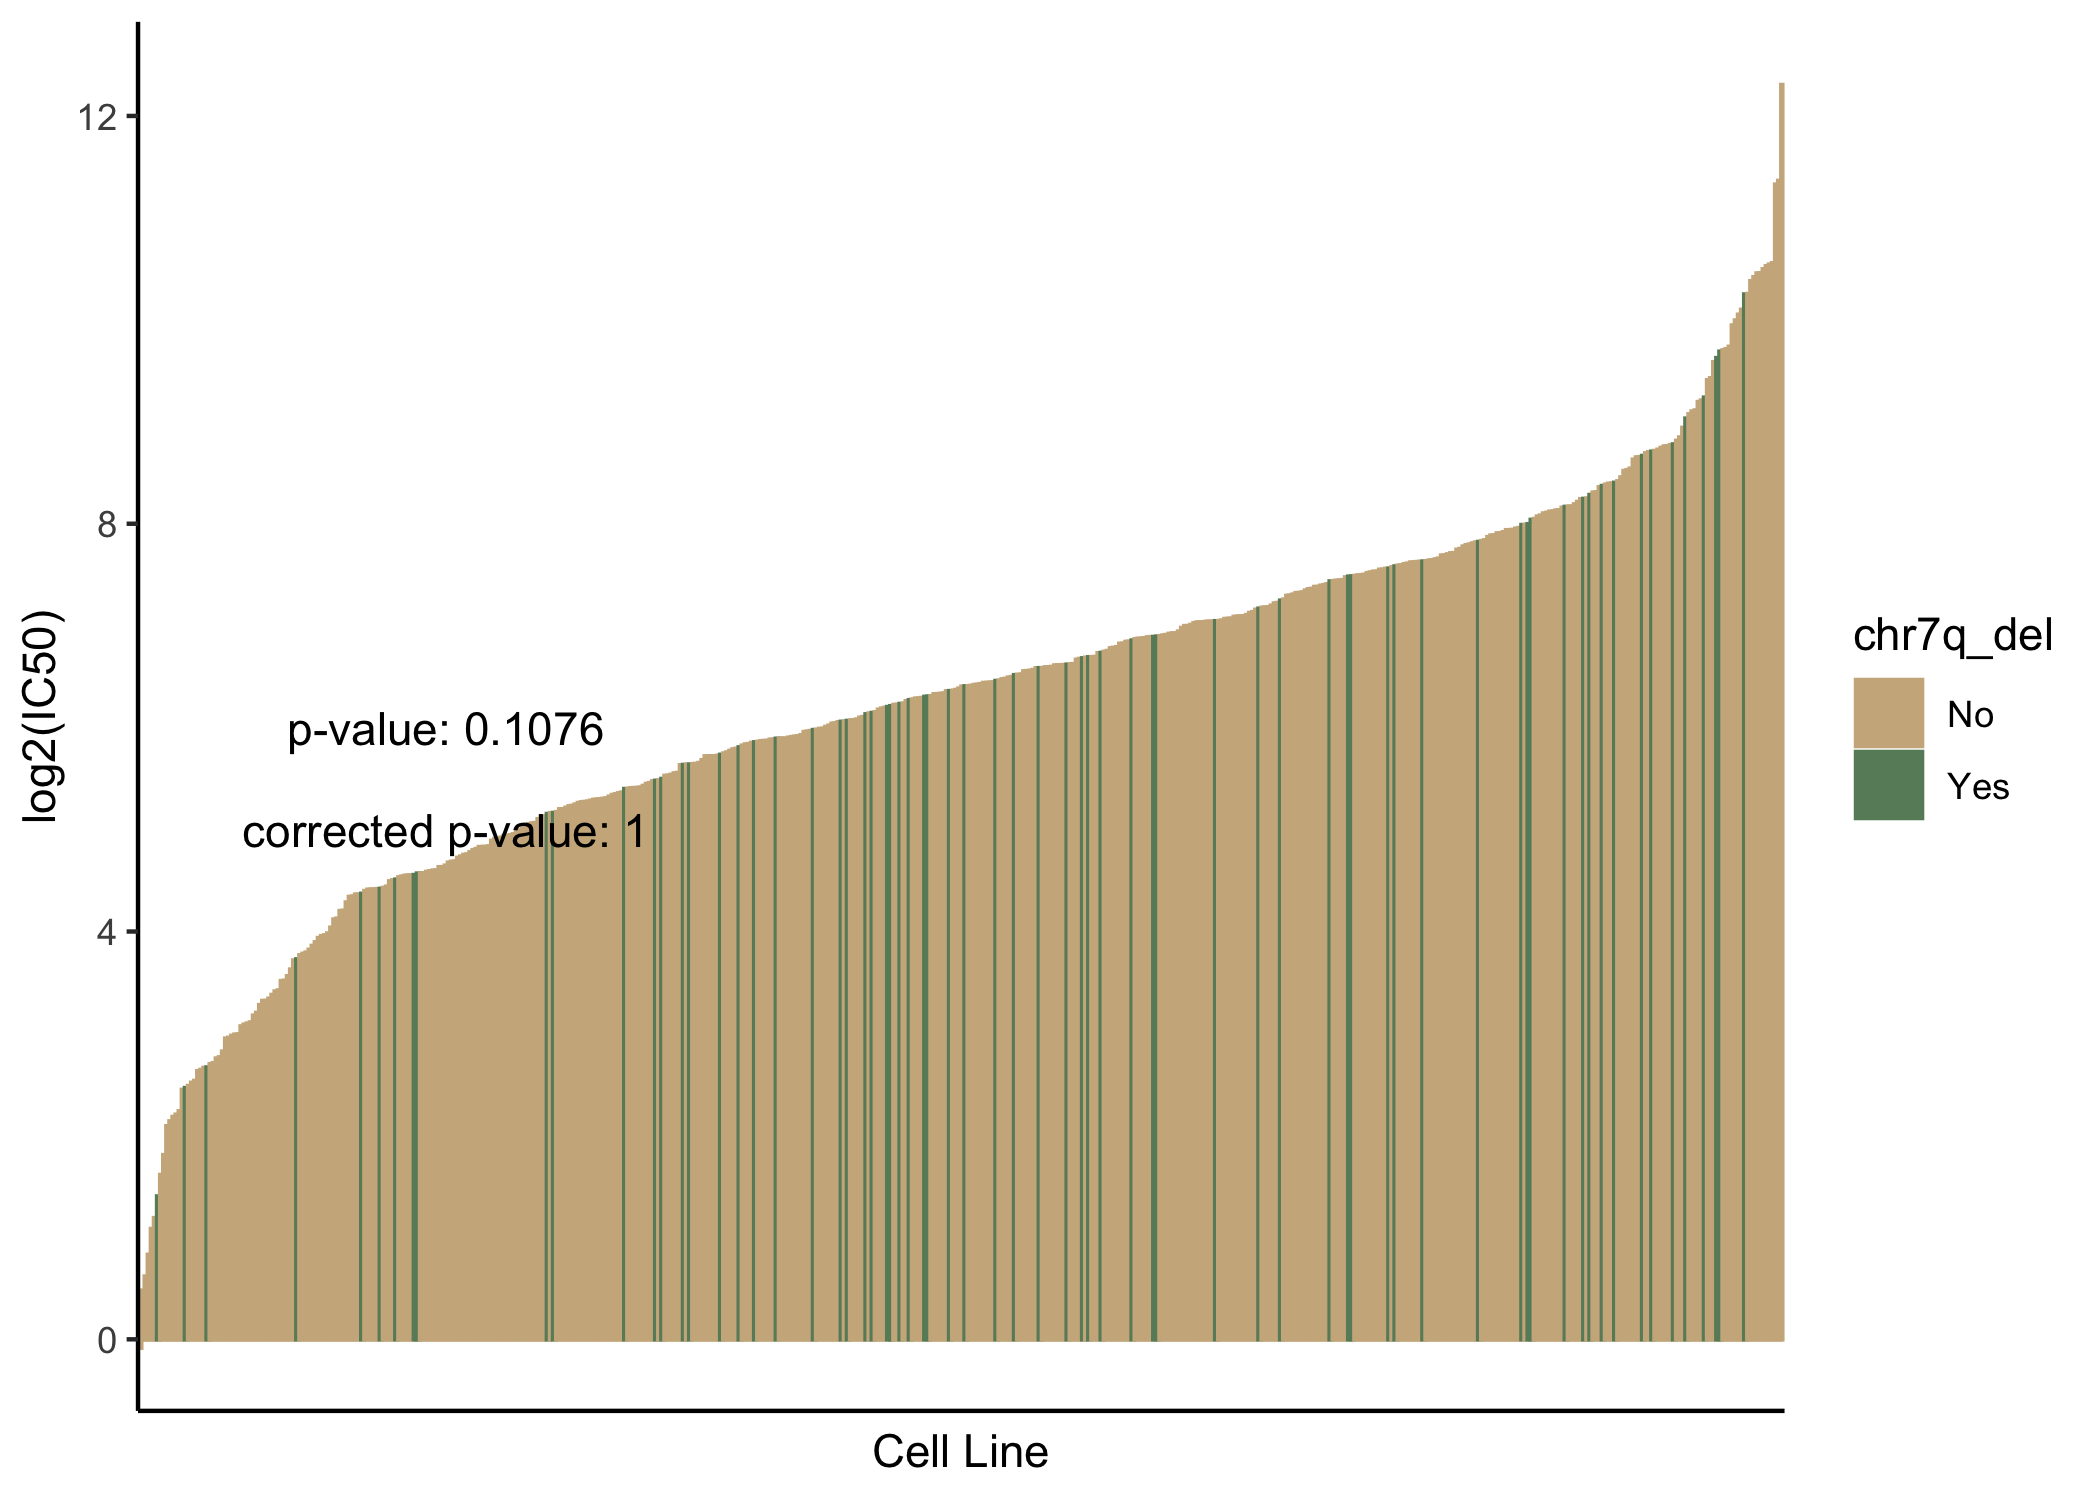 12
8
4
0
log2(IC50)
p-value: 0.1076
corrected p-value: 1
Cell Line
chr7q_del
No
Yes